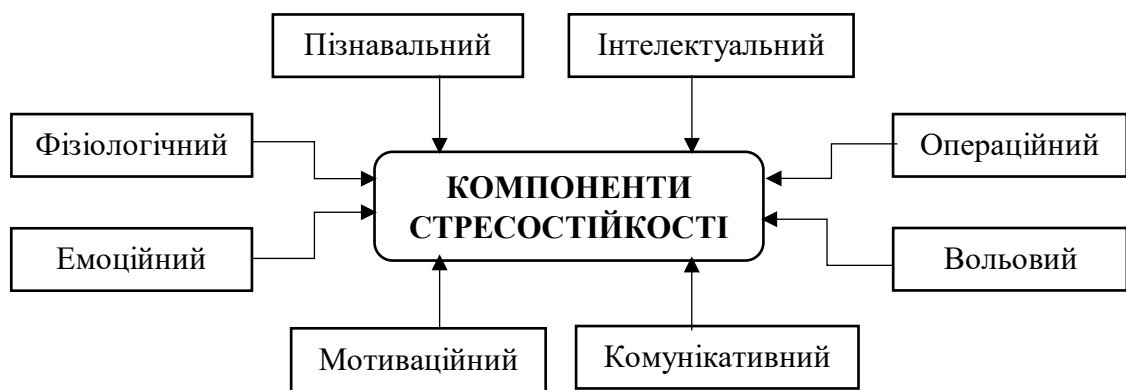 Пізнавальний
Інтелектуальний
Фізіологічний
Операційний
КОМПОНЕНТИ
СТРЕСОСТІЙКОСТІ
Емоційний
Вольовий
Мотиваційний
Комунікативний